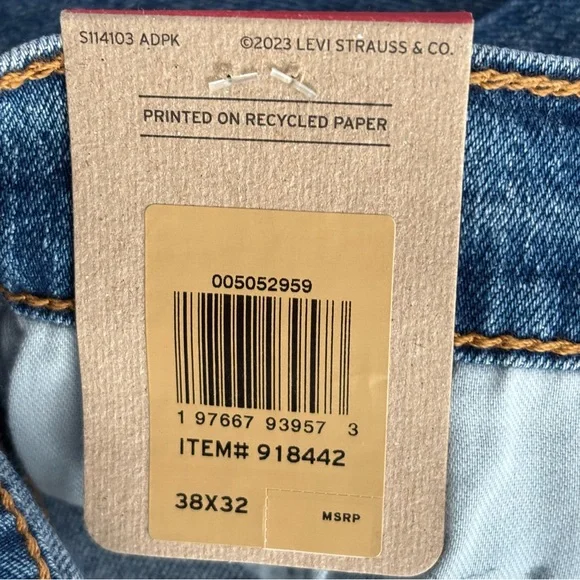 S114103 ADPK ©2023 LEVI STRAUSS & CO.
PRINTED ON RECYCLED PAPER
005052959
1 97667 93957 3
ITEM# 918442
38X32 MSRP